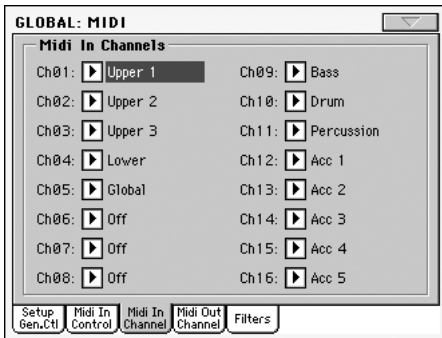 GLOBAL: MIDI
Midi In Channels
Ch01: Upper 1
Ch02: Upper 2
Ch03: Upper 3
Ch04: Lower
Ch05: Global
Ch06: Off
Ch07: Off
Ch08: Off
Ch09: Bass
Ch10: Drum
Ch11: Percussion
Ch12: Acc 1
Ch13: Acc 2
Ch14: Acc 3
Ch15: Acc 4
Ch16: Acc 5
Setup
Gen.Ctl
Midi In
Control
Midi In
Channel
Midi Out
Channel
Filters